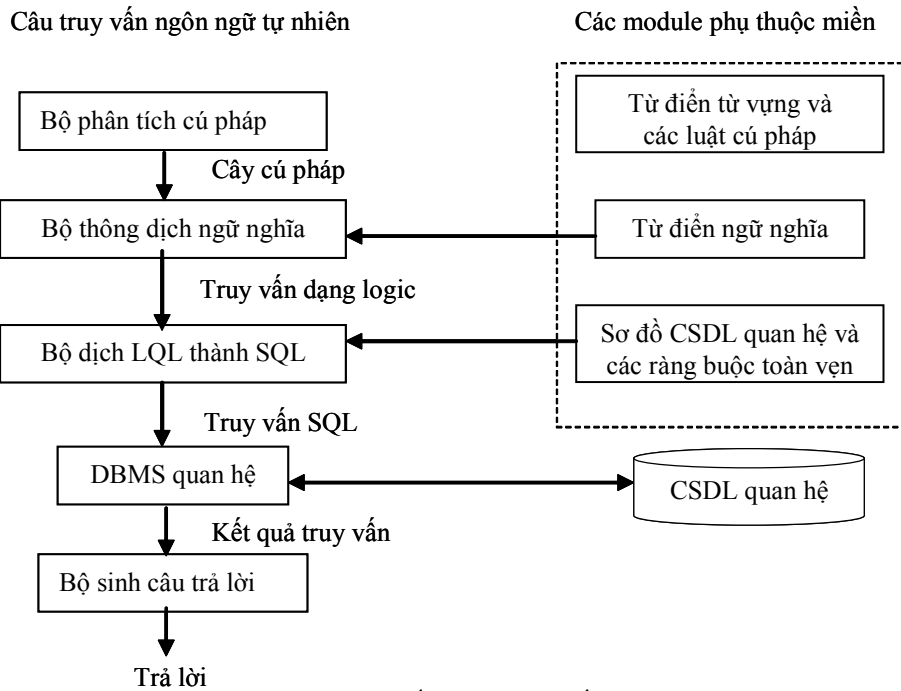 Câu truy vấn ngôn ngữ tự nhiên
Các module phụ thuộc miền
Bộ phân tích cú pháp
Từ điển từ vựng và
các luật cú pháp
Cây cú pháp
Bộ thông dịch ngữ nghĩa
Từ điển ngữ nghĩa
Truy vấn dạng logic
Bộ dịch LQL thành SQL
Sơ đồ CSDL quan hệ và
các ràng buộc toàn vẹn
Truy vấn SQL
DBMS quan hệ
CSDL quan hệ
Kết quả truy vấn
Bộ sinh câu trả lời
Trả lời